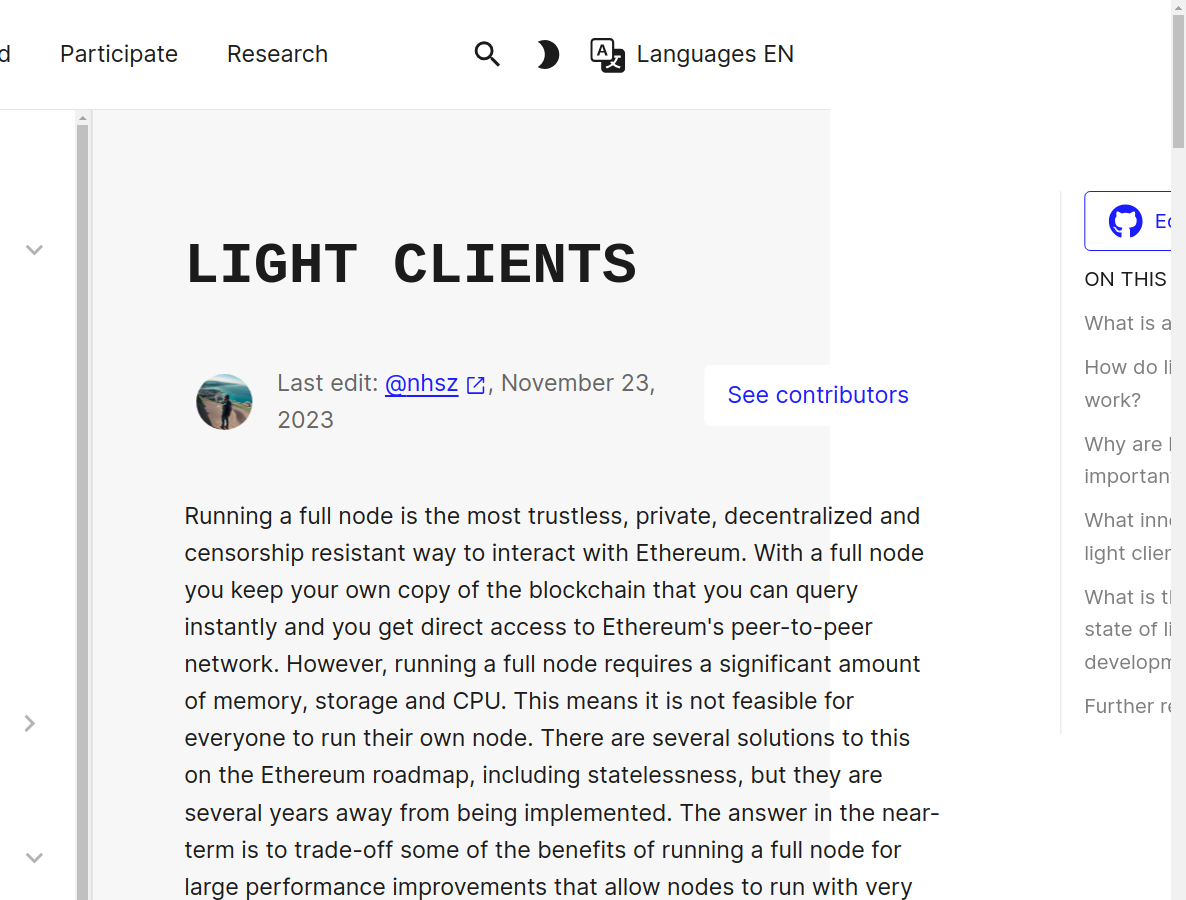 Participate
Research
Languages EN
LIGHT CLIENTS
Last edit: @nhsz , November 23,
2023
See contributors
Running a full node is the most trustless, private, decentralized and
censorship resistant way to interact with Ethereum. With a full node
you keep your own copy of the blockchain that you can query
instantly and you get direct access to Ethereum's peer-to-peer
network. However, running a full node requires a significant amount
of memory, storage and CPU. This means it is not feasible for
everyone to run their own node. There are several solutions to this
on the Ethereum roadmap, including statelessness, but they are
several years away from being implemented. The answer in the near-
term is to trade-off some of the benefits of running a full node for
large performance improvements that allow nodes to run with very
ON THIS
What is a
How do
work?
Why are
What
light
What is
state of
Further